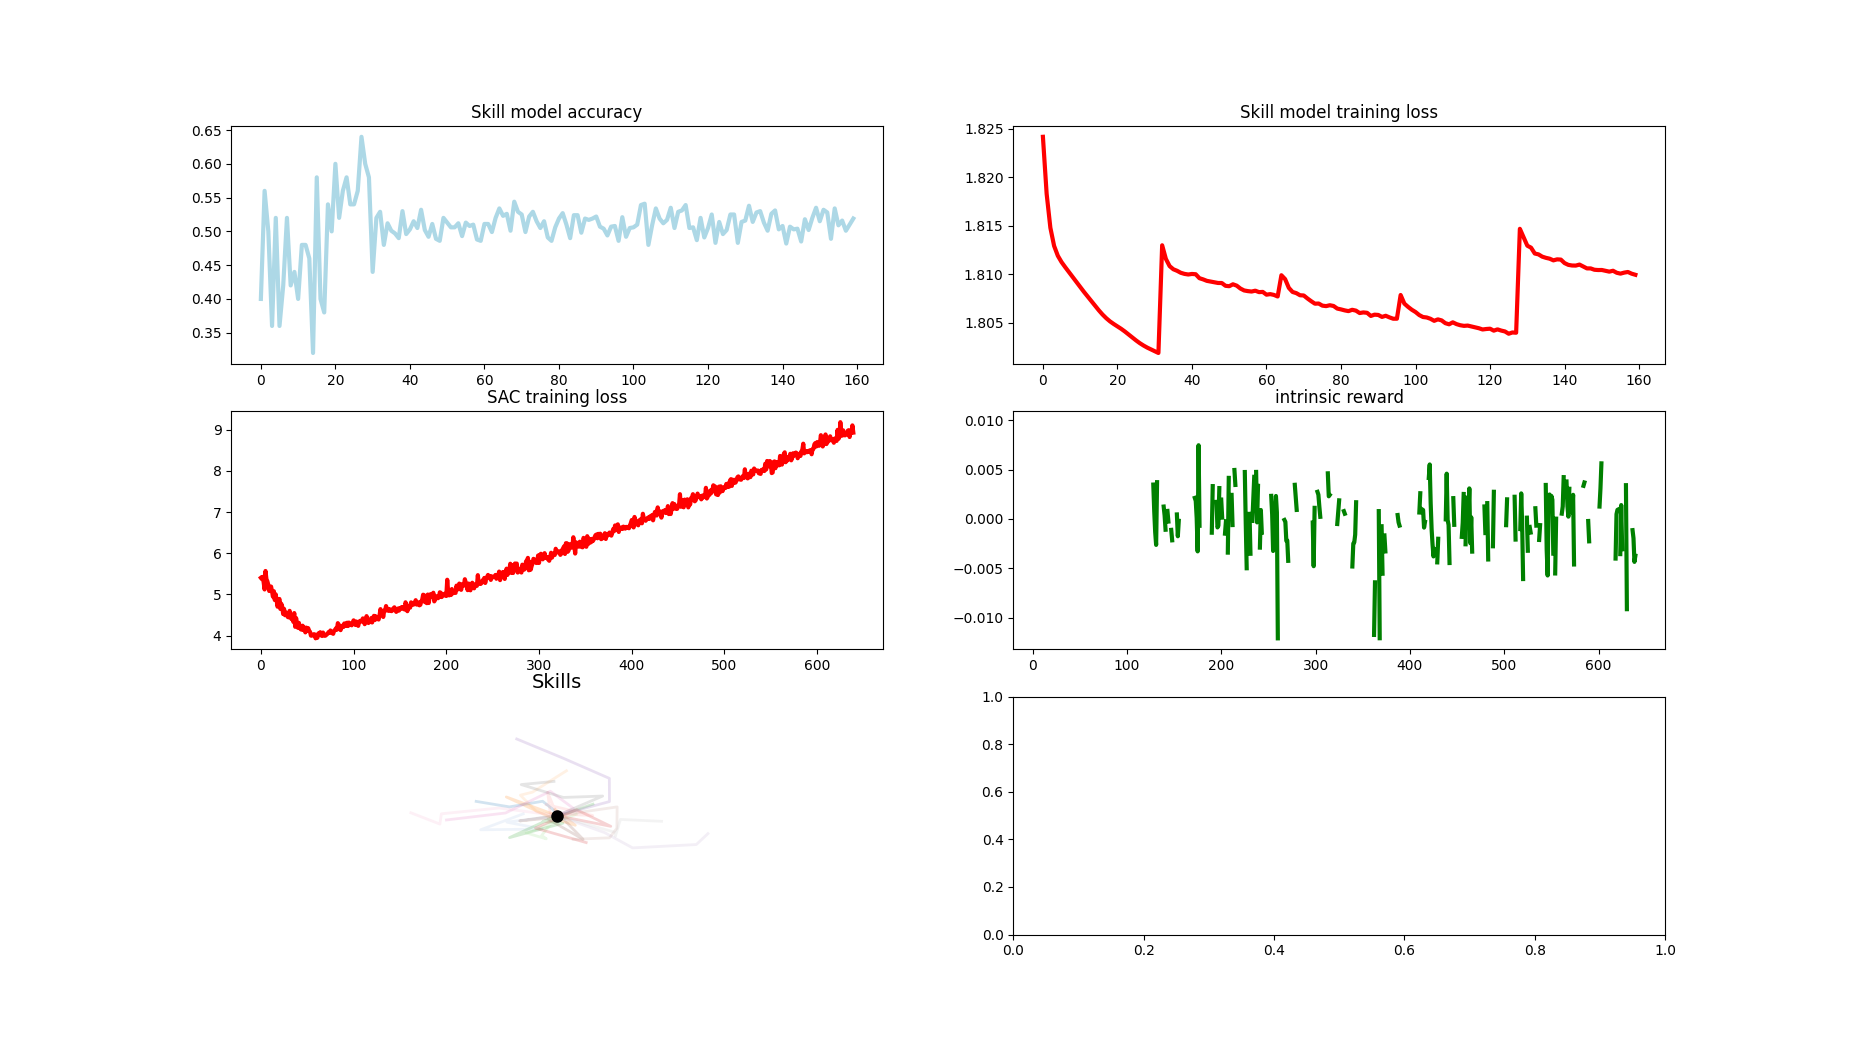 Skill model accuracy
0.65
0.60
0.55
0.50
0.45
0.40
0.35
0 20 40 60 80 100 120 140 160
Skill model training loss
1.825
1.820
1.815
1.810
1.805
0 20 40 60 80 100 120 140 160
SAC training loss
9
8
7
6
5
4
0 100 200 300 400 500 600
intrinsic reward
0.010
0.005
0.000
−0.005
−0.010
0 100 200 300 400 500 600
Skills
1.0
0.8
0.6
0.4
0.2
0.0
0.0 0.2 0.4 0.6 0.8 1.0